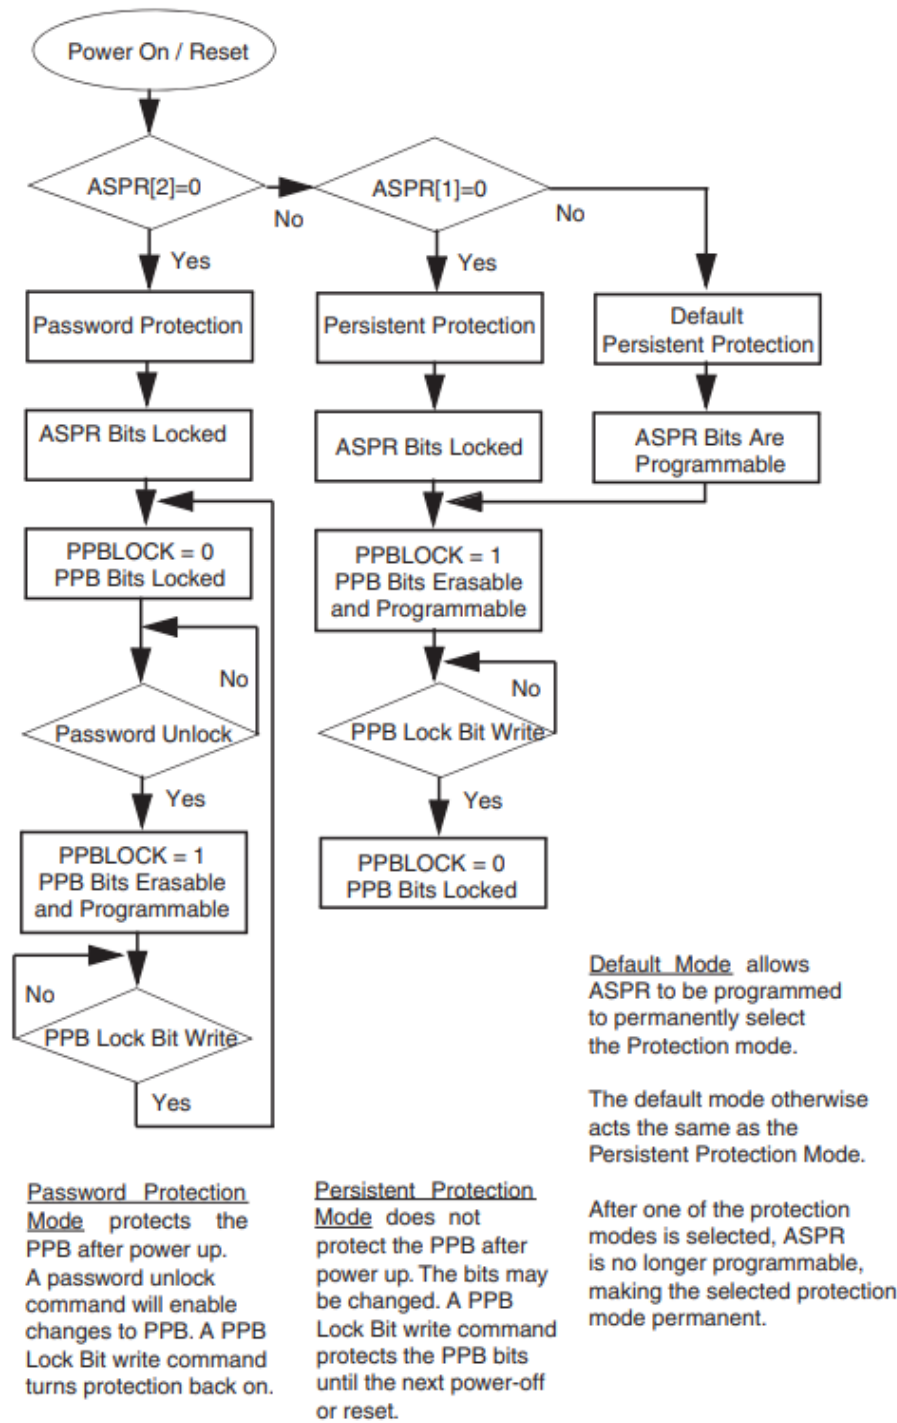 Power On / Reset
ASPR[2]=0
No
ASPR[1]=0
No
Yes
Yes
Password Protection
Persistent Protection
Default
Persistent Protection
ASPR Bits Locked
ASPR Bits Locked
ASPR Bits Are
Programmable
PPBLOCK = 0
PPB Bits Locked
PPBLOCK = 1
PPB Bits Erasable
and Programmable
No
Password Unlock
No
PPB Lock Bit Write
Yes
Yes
PPBLOCK = 1
PPB Bits Erasable
and Programmable
PPBLOCK = 0
PPB Bits Locked
No
PPB Lock Bit Write
Yes
Default Mode allows
ASPR to be programmed
to permanently select
the Protection mode.
The default mode otherwise
acts the same as the
Persistent Protection Mode.
After one of the protection
modes is selected, ASPR
is no longer programmable,
making the selected protection
mode permanent.
Password Protection
Mode protects the
PPB after power up.
A password unlock
command will enable
changes to PPB. A PPB
Lock Bit write command
turns protection back on.
Persistent Protection
Mode does not
protect the PPB after
power up. The bits may
be changed. A PPB
Lock Bit write command
protects the PPB bits
until the next power-off
or reset.